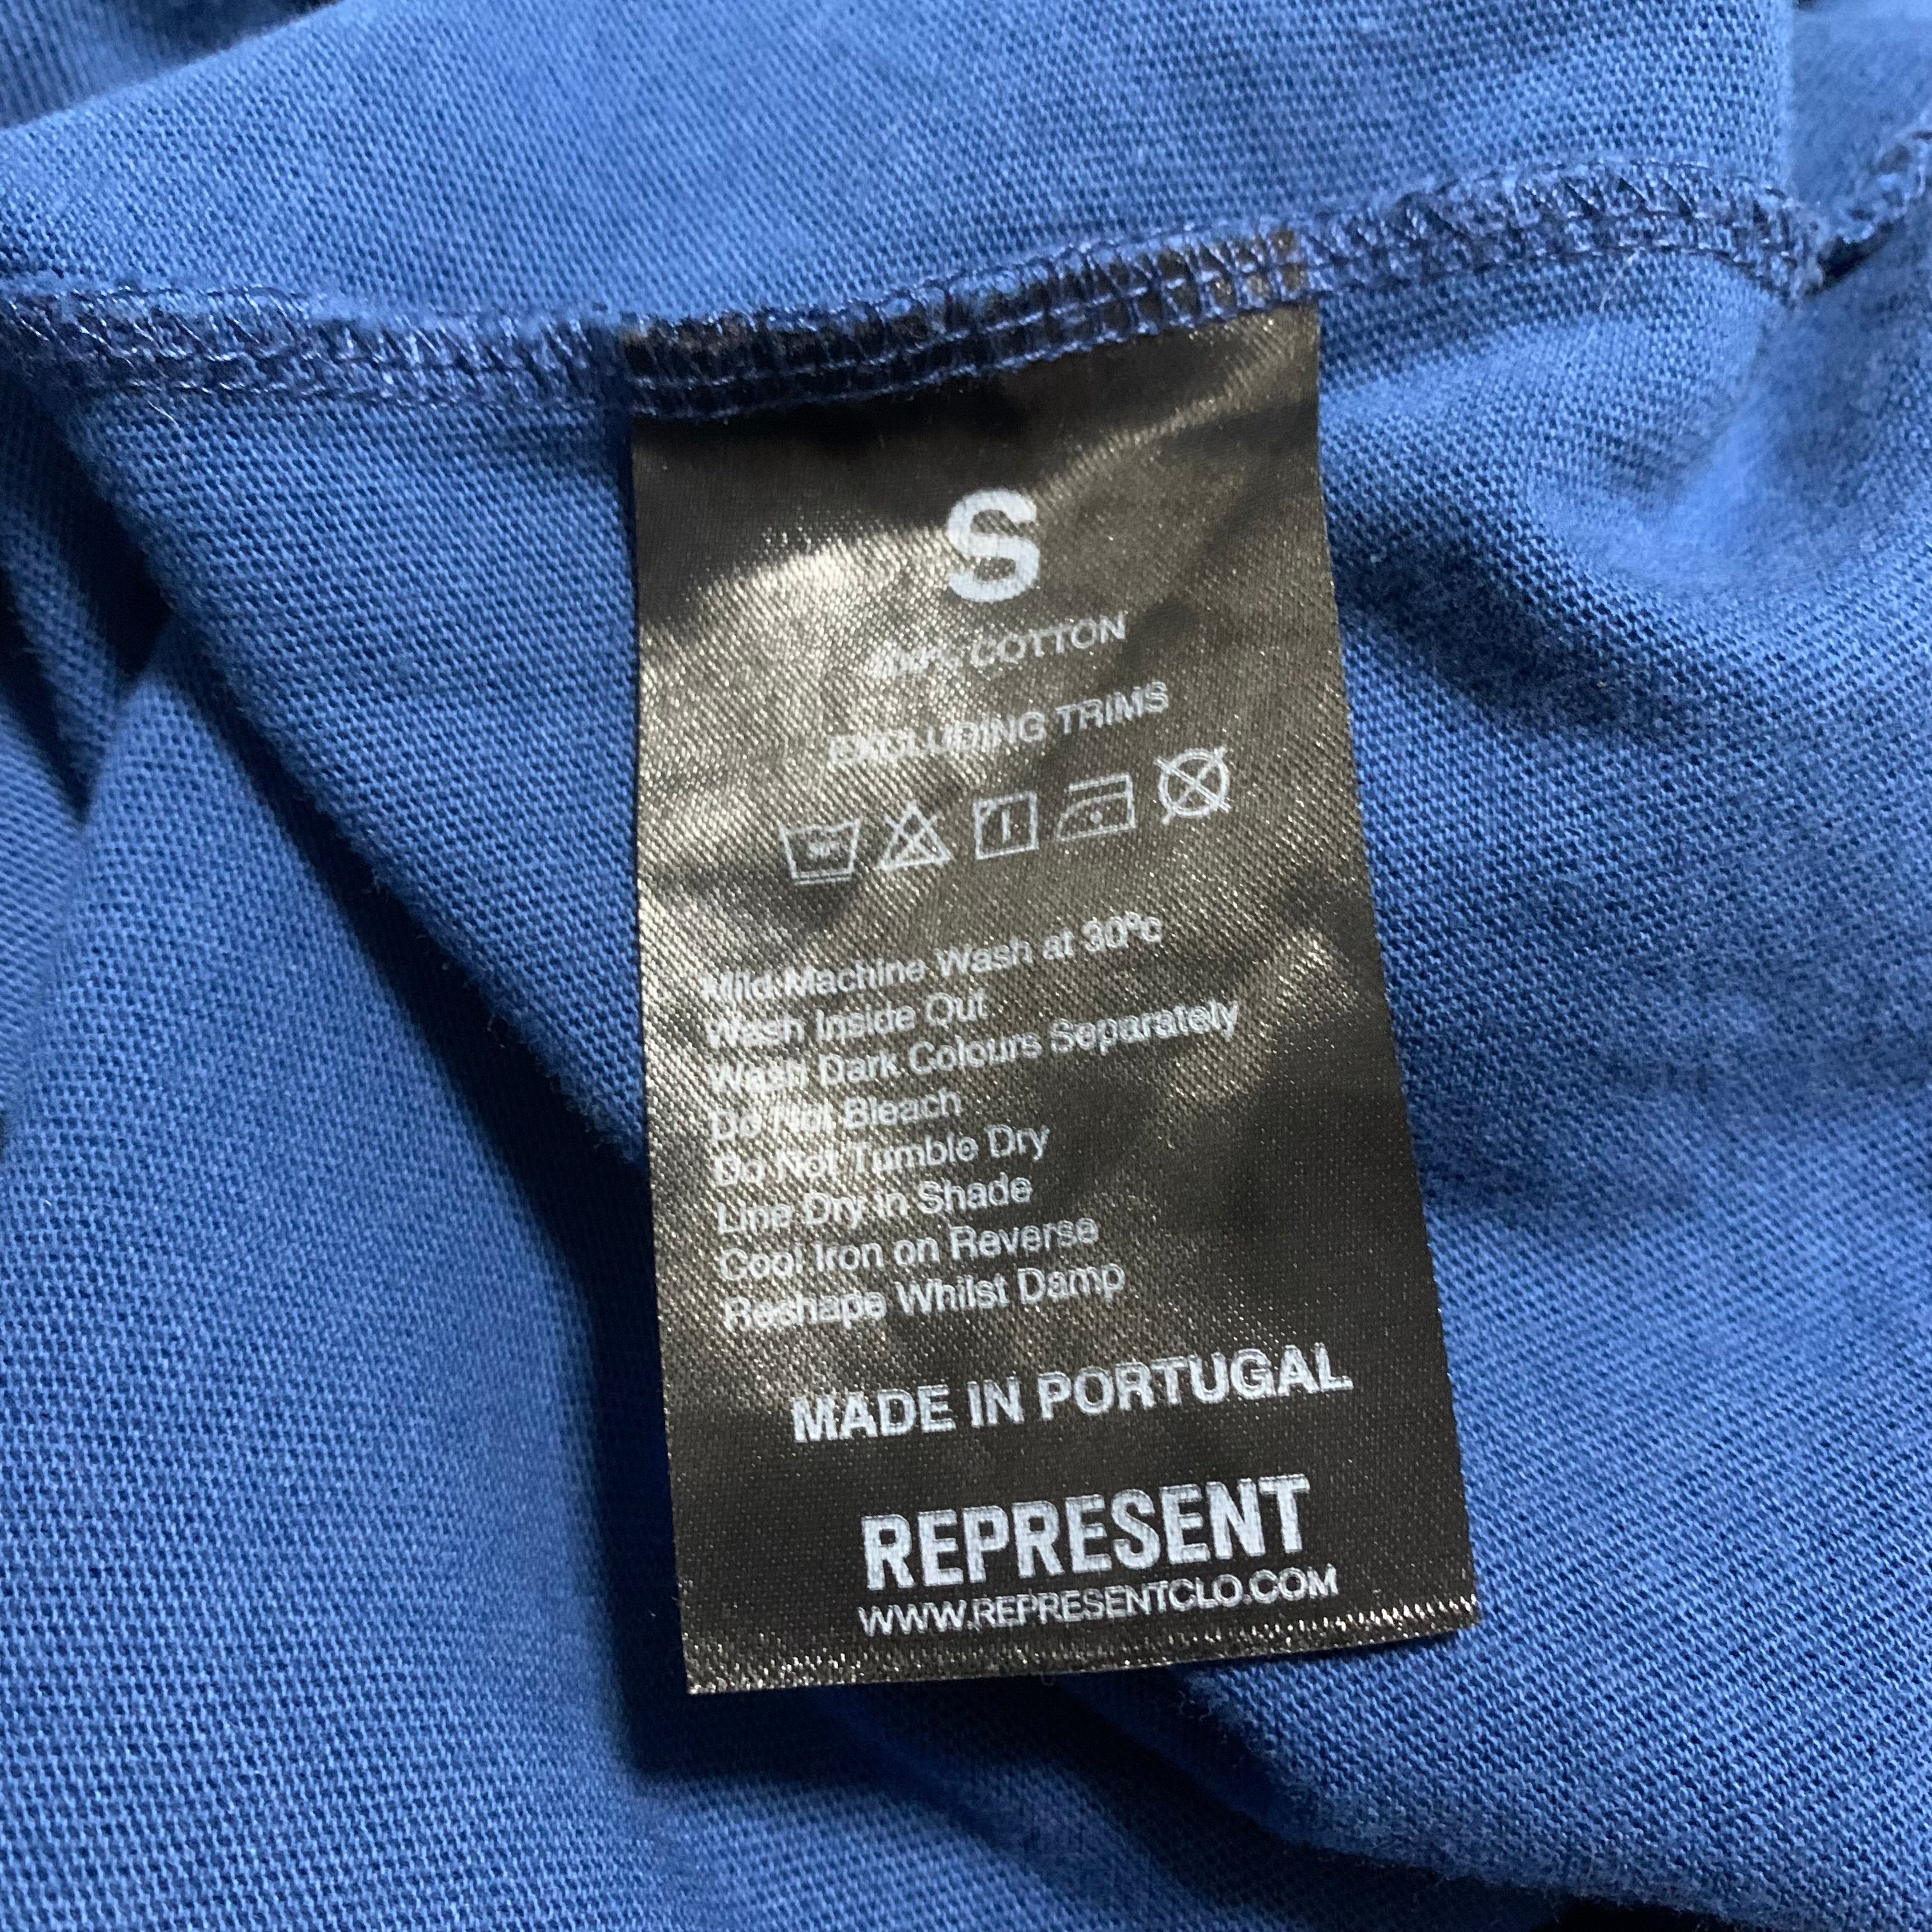 S
100% COTTON
EXCLUDING TRIMS
Mild Machine Wash at 30ºc
Wash Inside Out
Wash Dark Colours Separately
Do Not Bleach
Do Not Tumble Dry
Line Dry in Shade
Cool Iron on Reverse
Reshape Whilst Damp
MADE IN PORTUGAL
REPRESENT
WWW.REPRESENTCLO.COM